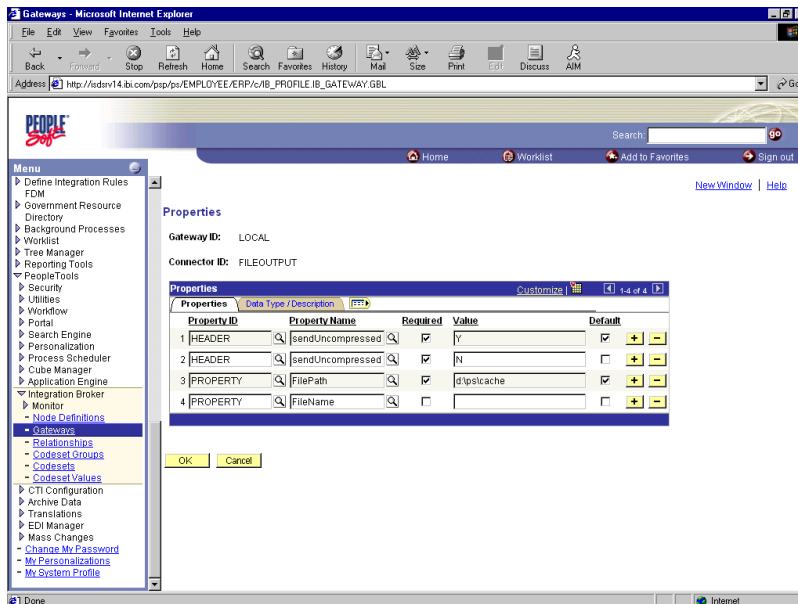 Gateways - Microsoft Internet Explorer
File Edit View Favorites Tools Help
Back Forward Stop Refresh Home Search Favorites History Mail Size Print Edit Discuss AIM
Address http://isdsrv14.ibi.com/psp/ps/EMPLOYEE/ERP/c/IB_PROFILE.IB_GATEWAY.GBL Go
PEOPLE Soft
Search: go
Home Worklist Add to Favorites Sign out
Menu
Define Integration Rules
FDM
Government Resource
Directory
Background Processes
Worklist
Tree Manager
Reporting Tools
PeopleTools
Security
Utilities
Workflow
Portal
Search Engine
Personalization
Process Scheduler
Cube Manager
Application Engine
Integration Broker
Monitor
- Node Definitions
- Gateways
- Relationships
- Codeset Groups
- Codesets
- Codeset Values
CTI Configuration
Archive Data
Translations
EDI Manager
Mass Changes
- Change My Password
- My Personalizations
- My System Profile
New Window | Help
Properties
Gateway ID: LOCAL
Connector ID: FILEOUTPUT
Properties Customize | 1-4 of 4
Properties Data Type / Description
Property ID Property Name Required Value Default
1 HEADER sendUncompressed Y + -
2 HEADER sendUncompressed N + -
3 PROPERTY FilePath d:\ps\cache + -
4 PROPERTY FileName + -
OK Cancel
Done Internet